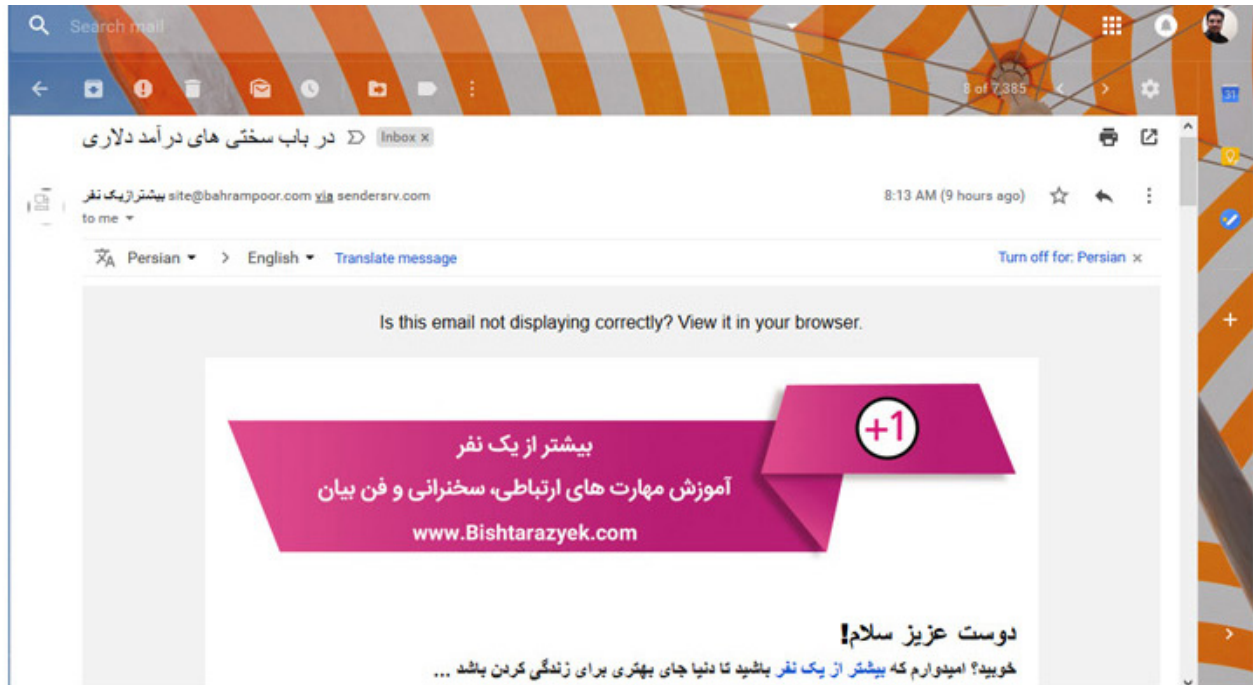 Search mail
8 of 7,385
31
در باب سختی های درآمد دلاری
Inbox x
بیشتر از یک نفر site@bahrampoor.com via sendersrv.com
8:13 AM (9 hours ago)
to me
Persian > English Translate message
Turn off for: Persian x
Is this email not displaying correctly? View it in your browser.
+1
بیشتر از یک نفر
آموزش مهارت های ارتباطی، سخنرانی و فن بیان
www.Bishtarazyek.com
دوست عزیز سلام!
خوبید؟ امیدوارم که بیشتر از یک نفر باشید تا دنیا جای بهتری برای زندگی کردن باشد ...